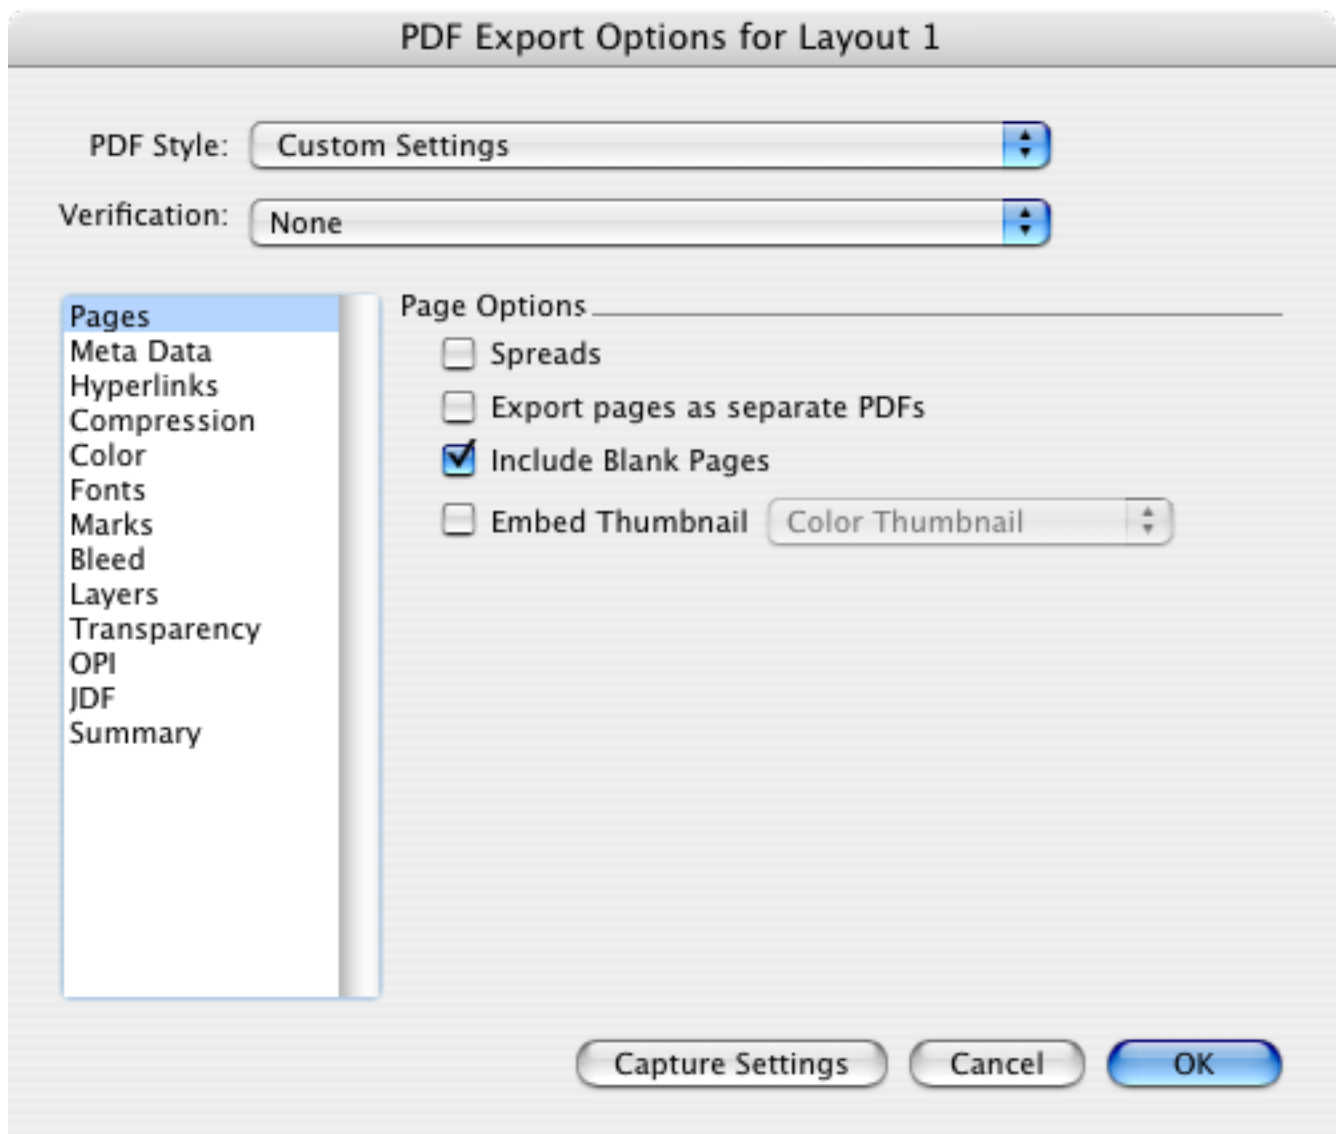 PDF Export Options for Layout 1
PDF Style: Custom Settings
Verification: None
Pages
Meta Data
Hyperlinks
Compression
Color
Fonts
Marks
Bleed
Layers
Transparency
OPI
JDF
Summary
Page Options
Spreads
Export pages as separate PDFs
Include Blank Pages
Embed Thumbnail Color Thumbnail
Capture Settings Cancel OK